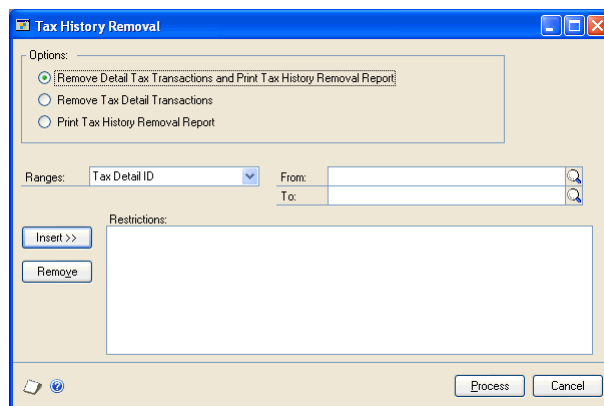 Tax History Removal
Options:
Remove Detail Tax Transactions and Print Tax History Removal Report
Remove Tax Detail Transactions
Print Tax History Removal Report
Ranges: Tax Detail ID From:
To:
Restrictions:
Insert >>
Remove
Process Cancel